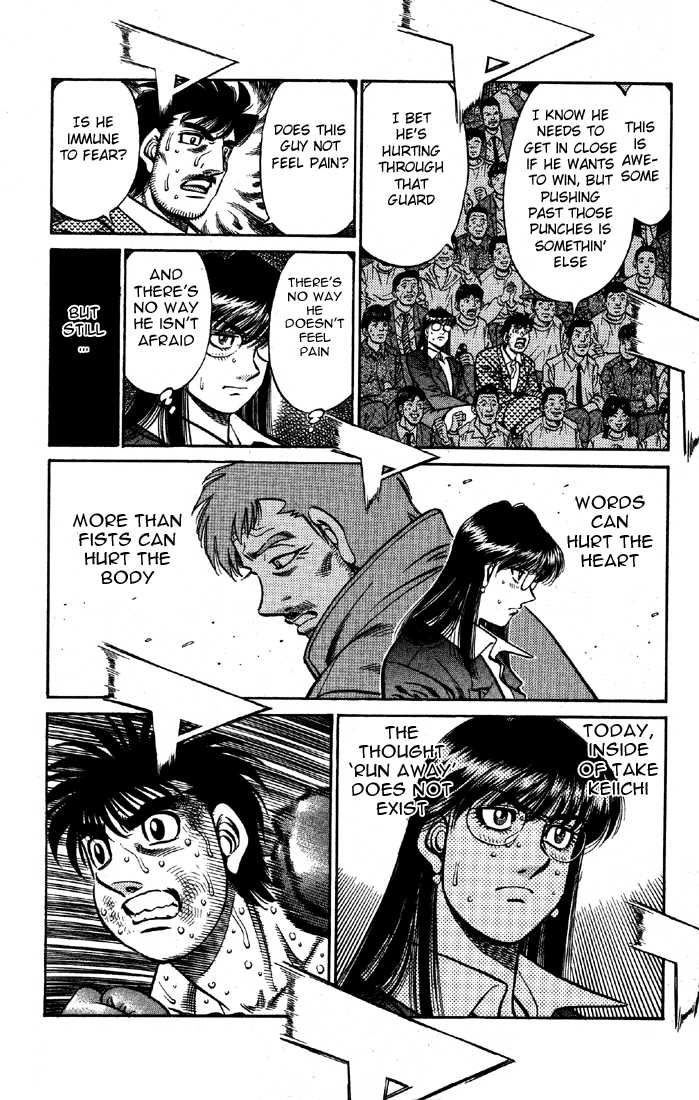 THIS
IS
AWE-
SOME
I KNOW HE
NEEDS TO
GET IN CLOSE
IF HE WANTS
TO WIN, BUT
PUSHING
PAST THOSE
PUNCHES IS
SOMETHIN'
ELSE
I BET
HE'S
HURTING
THROUGH
THAT
GUARD
DOES THIS
GUY NOT
FEEL PAIN?
IS HE
IMMUNE
TO FEAR?
THERE'S
NO WAY
HE
DOESN'T
FEEL
PAIN
AND
THERE'S
NO WAY
HE ISN'T
AFRAID
BUT
STILL
...
WORDS
CAN
HURT THE
HEART
MORE THAN
FISTS CAN
HURT THE
BODY
TODAY,
INSIDE
OF TAKE
KEIICHI
THE
THOUGHT
'RUN AWAY'
DOES NOT
EXIST